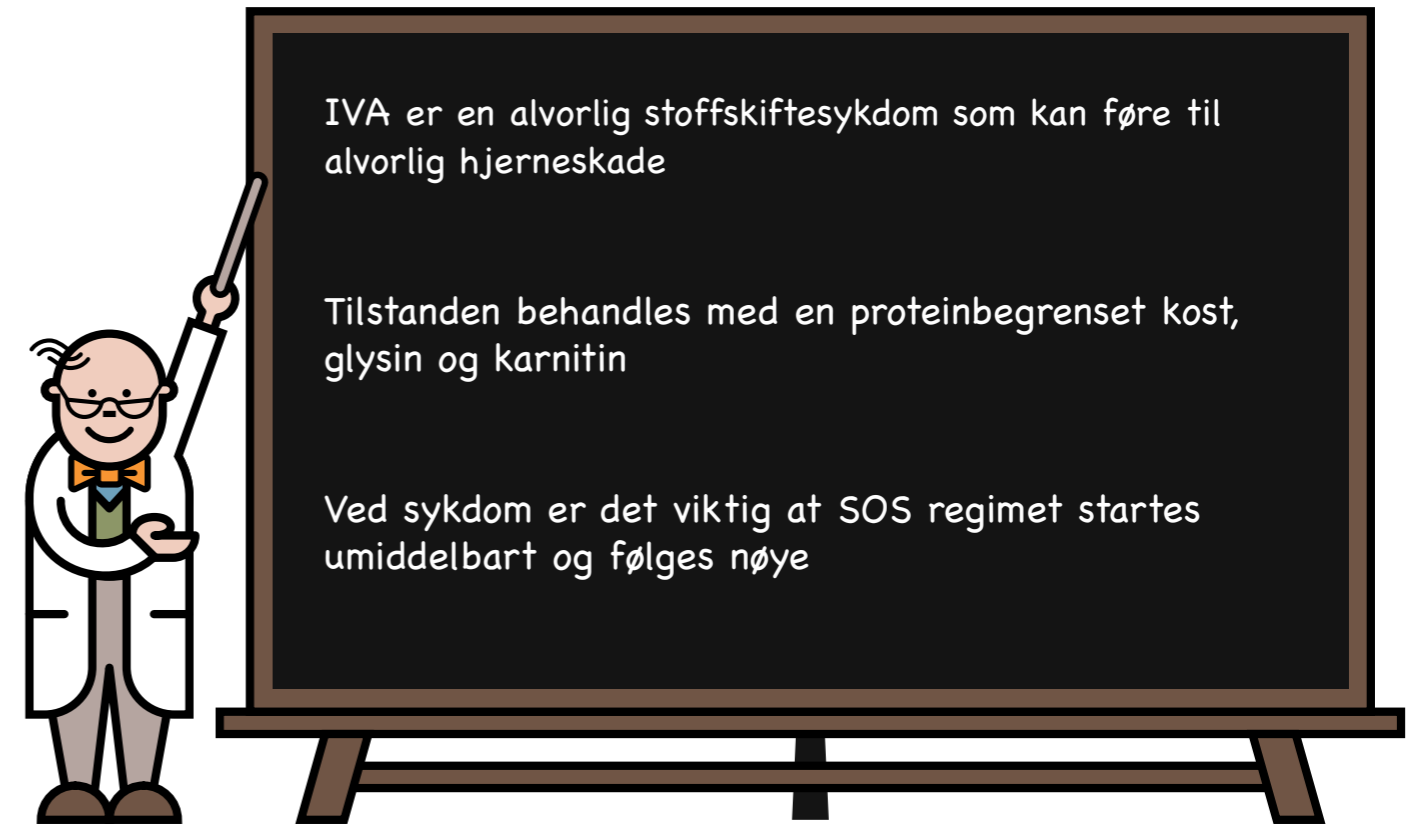 IVA er en alvorlig stoffskiftesykdom som kan føre til
alvorlig hjerneskade
Tilstanden behandles med en proteinbegrenset kost,
glysin og karnitin
Ved sykdom er det viktig at SOS regimet startes
umiddelbart og følges nøye